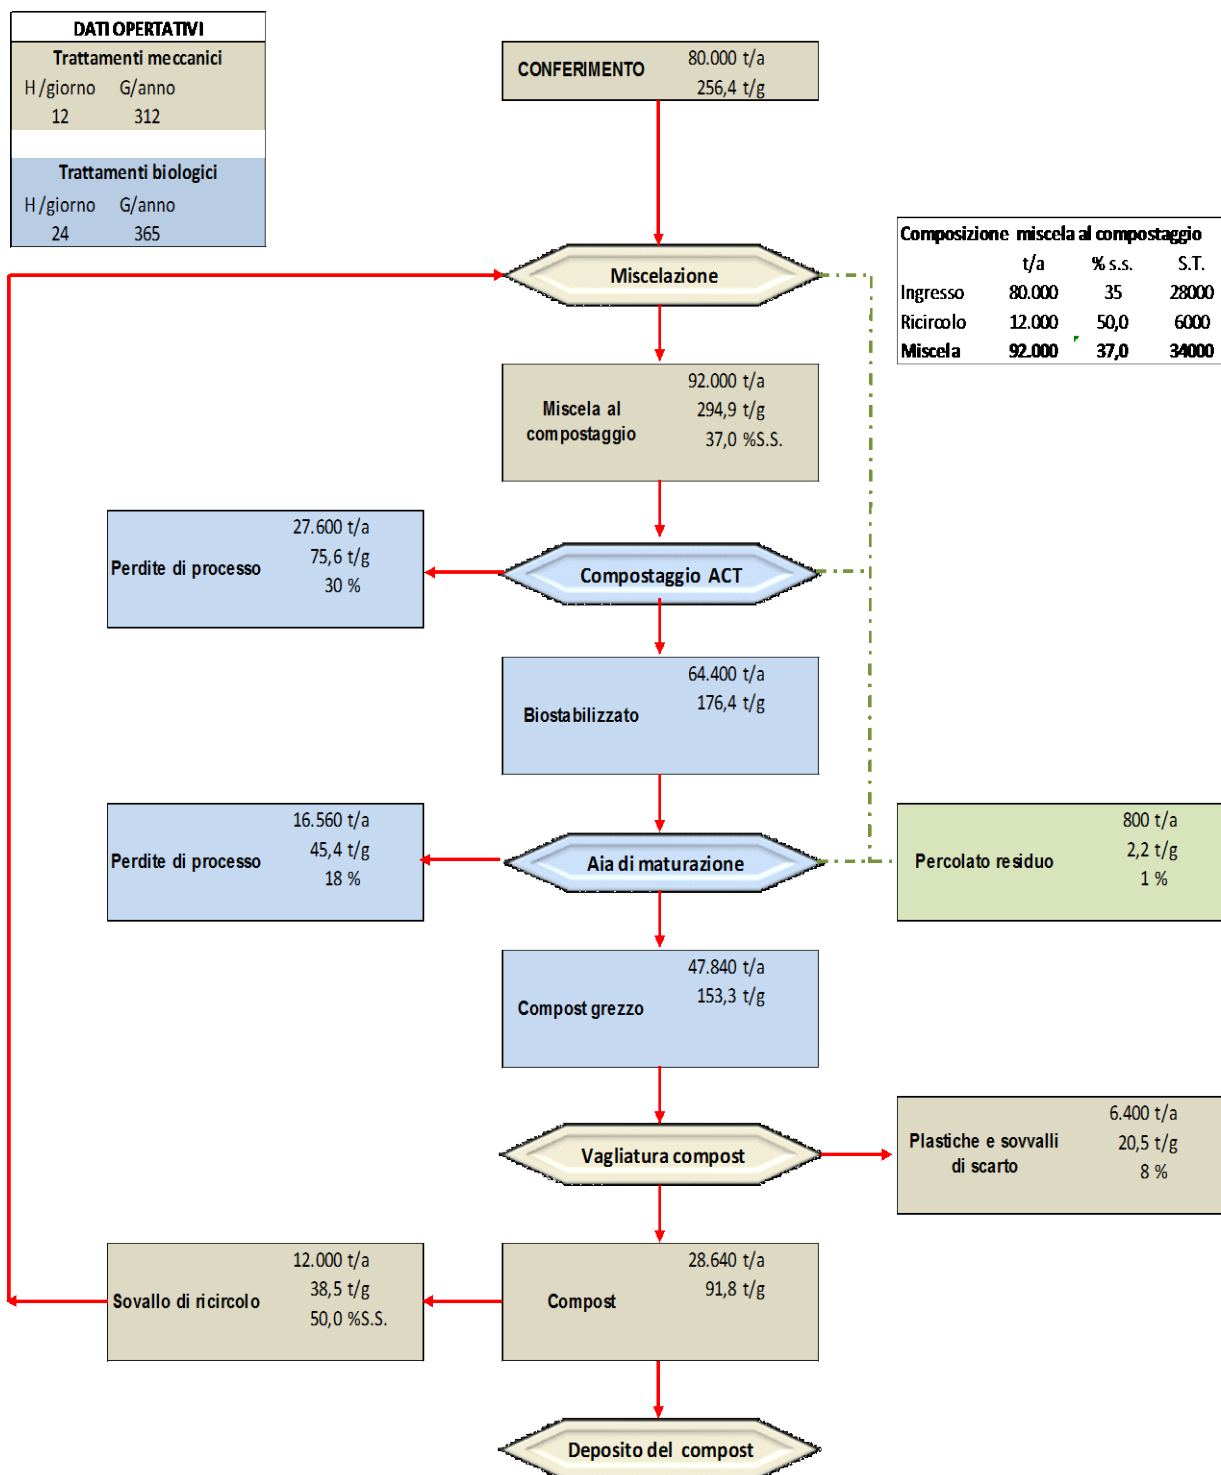 DATI OPERTATIVI
Trattamenti meccanici
H /giorno G/anno
12 312
Trattamenti biologici
H /giorno G/anno
24 365
CONFERIMENTO 80.000 t/a
256,4 t/g
Miscelazione
Composizione miscela al compostaggio
t/a % s.s. S.T.
Ingresso 80.000 35 28000
Ricircolo 12.000 50,0 6000
Miscela 92.000 37,0 34000
92.000 t/a
294,9 t/g
37,0 %S.S.
Miscela al
compostaggio
27.600 t/a
75,6 t/g
30 %
Perdite di processo
Compostaggio ACT
64.400 t/a
176,4 t/g
Biostabilizzato
16.560 t/a
45,4 t/g
18 %
Perdite di processo
Aia di maturazione
800 t/a
2,2 t/g
1 %
Percolato residuo
47.840 t/a
153,3 t/g
Compost grezzo
Vagliatura compost
6.400 t/a
20,5 t/g
8 %
Plastiche e sovvalli
di scarto
12.000 t/a
38,5 t/g
50,0 %S.S.
Sovallo di ricircolo
28.640 t/a
91,8 t/g
Compost
Deposito del compost